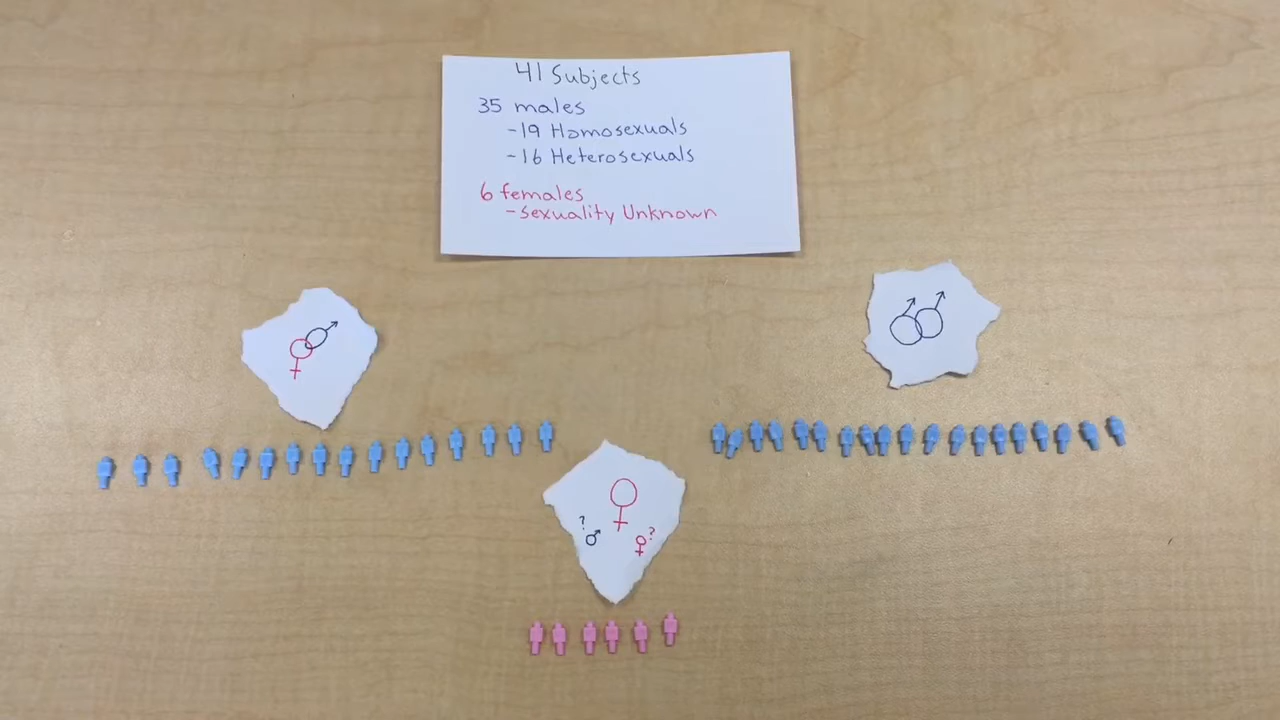 41 Subjects
35 males
-19 Homosexuals
-16 Heterosexuals
6 females
-Sexuality Unknown
? ?